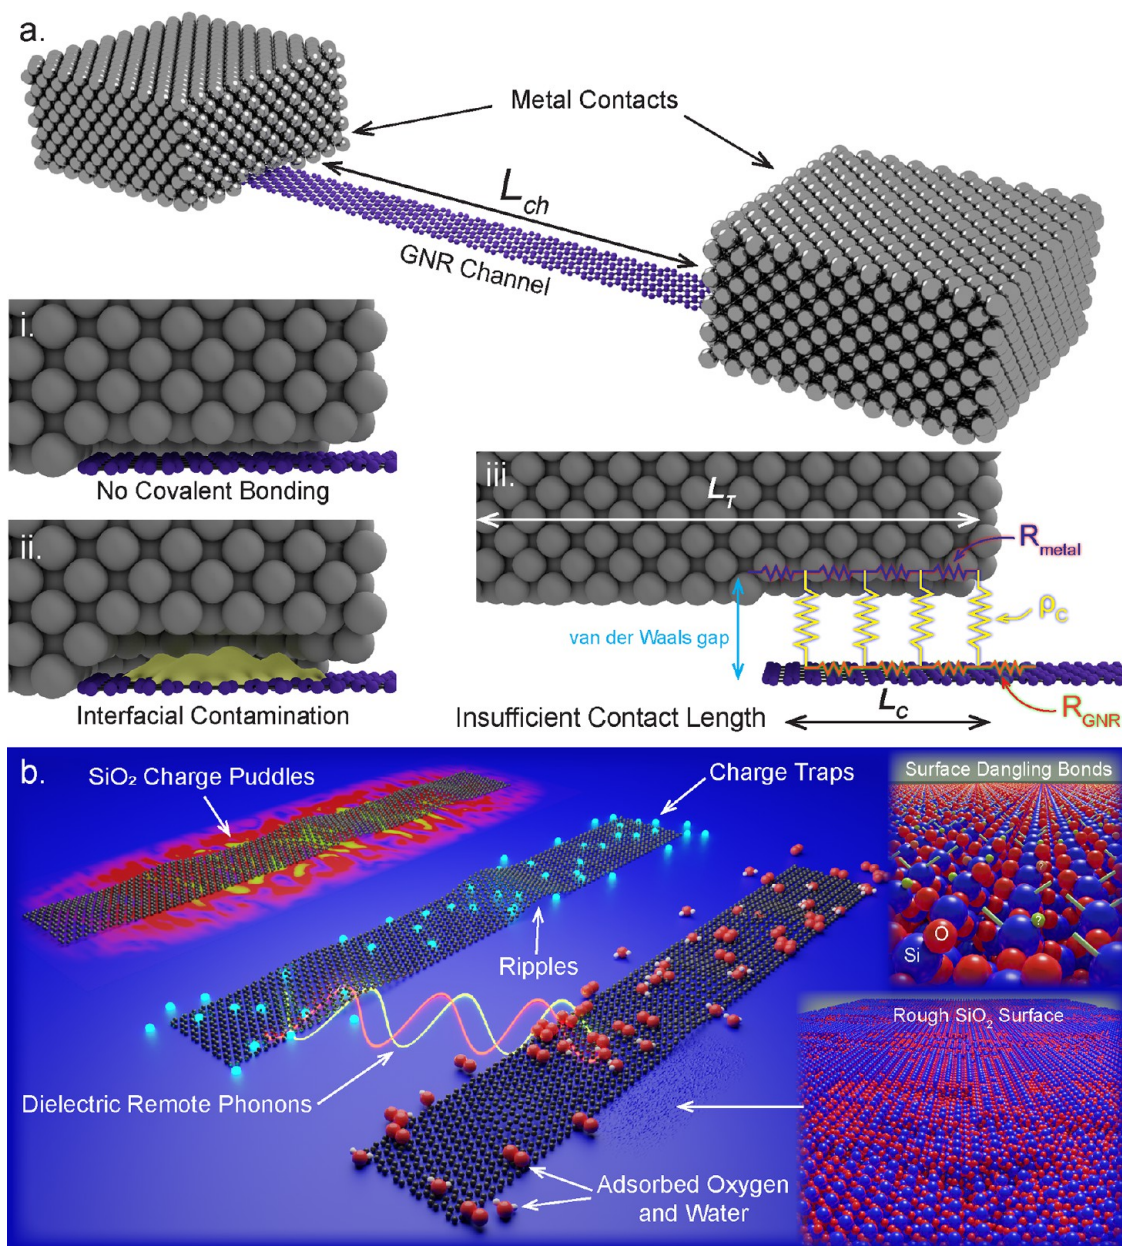 a.
Metal Contacts
L_ch
GNR Channel
i.
No Covalent Bonding
ii.
Interfacial Contamination
iii.
L_T
R_metal
ρ_C
van der Waals gap
R_GNR
L_C
Insufficient Contact Length
b.
SiO₂ Charge Puddles
Charge Traps
Ripples
Dielectric Remote Phonons
Adsorbed Oxygen
and Water
Surface Dangling Bonds
?
?
O
Si
Rough SiO₂ Surface